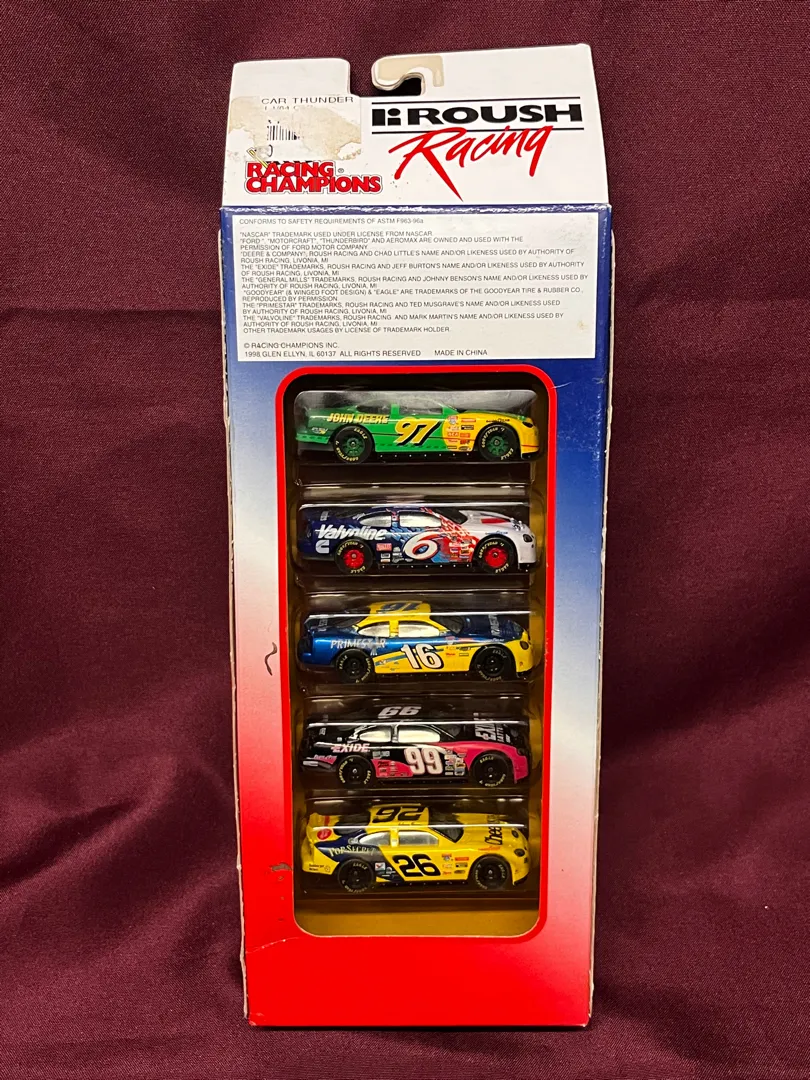 CAR THUNDER
ROUSH
Racing
RACING
CHAMPIONS®
CONFORMS TO SAFETY REQUIREMENTS OF ASTM F963-96a
"NASCAR" TRADEMARK USED UNDER LICENSE FROM NASCAR
"FORD", "MOTORCRAFT", "THUNDERBIRD" AND AEROMAX ARE OWNED AND USED WITH THE
PERMISSION OF FORD MOTOR COMPANY
"DEERE & COMPANY", ROUSH RACING AND CHAD LITTLE'S NAME AND/OR LIKENESS USED BY AUTHORITY OF
ROUSH RACING, LIVONIA, MI
THE "EXIDE" TRADEMARKS, ROUSH RACING AND JEFF BURTON'S NAME AND/OR LIKENESS USED BY AUTHORITY
OF ROUSH RACING, LIVONIA, MI
THE "GENERAL MILLS" TRADEMARKS, ROUSH RACING AND JOHNNY BENSON'S NAME AND/OR LIKENESS USED BY
AUTHORITY OF ROUSH RACING, LIVONIA, MI
"GOODYEAR" (& WINGED FOOT DESIGN) & "EAGLE" ARE TRADEMARKS OF THE GOODYEAR TIRE & RUBBER CO.,
REPRODUCED BY PERMISSION
THE "PRIMESTAR" TRADEMARKS, ROUSH RACING AND TED MUSGRAVE'S NAME AND/OR LIKENESS USED
BY AUTHORITY OF ROUSH RACING, LIVONIA, MI
THE "VALVOLINE" TRADEMARKS, ROUSH RACING AND MARK MARTIN'S NAME AND/OR LIKENESS USED BY
AUTHORITY OF ROUSH RACING, LIVONIA, MI
OTHER TRADEMARK USAGES BY LICENSE OF TRADEMARK HOLDER.
© RACING CHAMPIONS INC.
1998 GLEN ELLYN, IL 60137 ALL RIGHTS RESERVED MADE IN CHINA
JOHN DEERE
97
Valvoline
6
16
PRIMESTAR
16
99
EXIDE
99
EXIDE
26
TOP SECRET
26